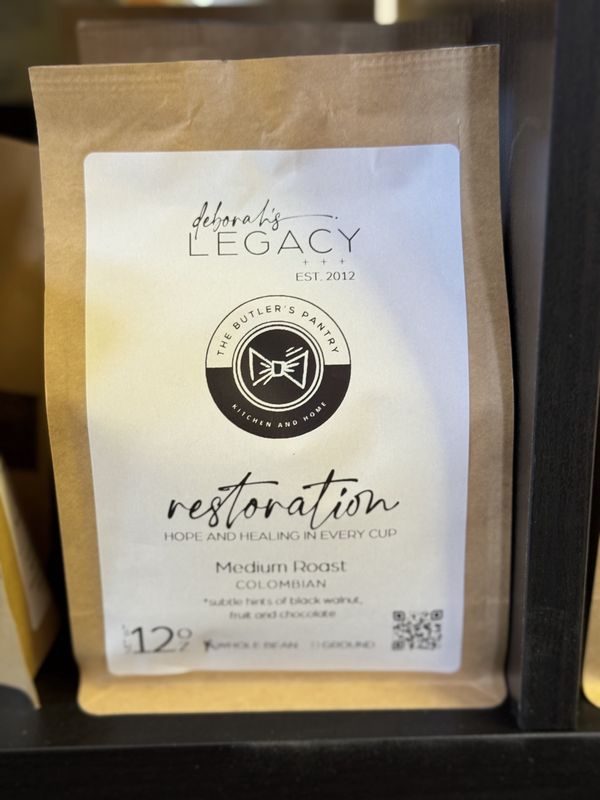 deborah's
LEGACY
+ + +
EST. 2012
THE BUTLER'S PANTRY
KITCHEN AND HOME
restoration
HOPE AND HEALING IN EVERY CUP
Medium Roast
COLOMBIAN
*subtle hints of black walnut,
fruit and chocolate
12 OZ WHOLE BEAN GROUND